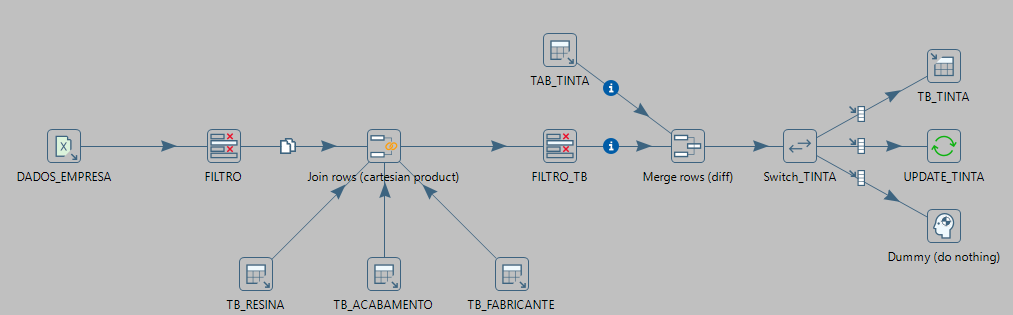 TAB_TINTA
TB_TINTA
DADOS_EMPRESA
FILTRO
Join rows (cartesian product)
FILTRO_TB
Merge rows (diff)
Switch_TINTA
UPDATE_TINTA
Dummy (do nothing)
TB_RESINA
TB_ACABAMENTO
TB_FABRICANTE